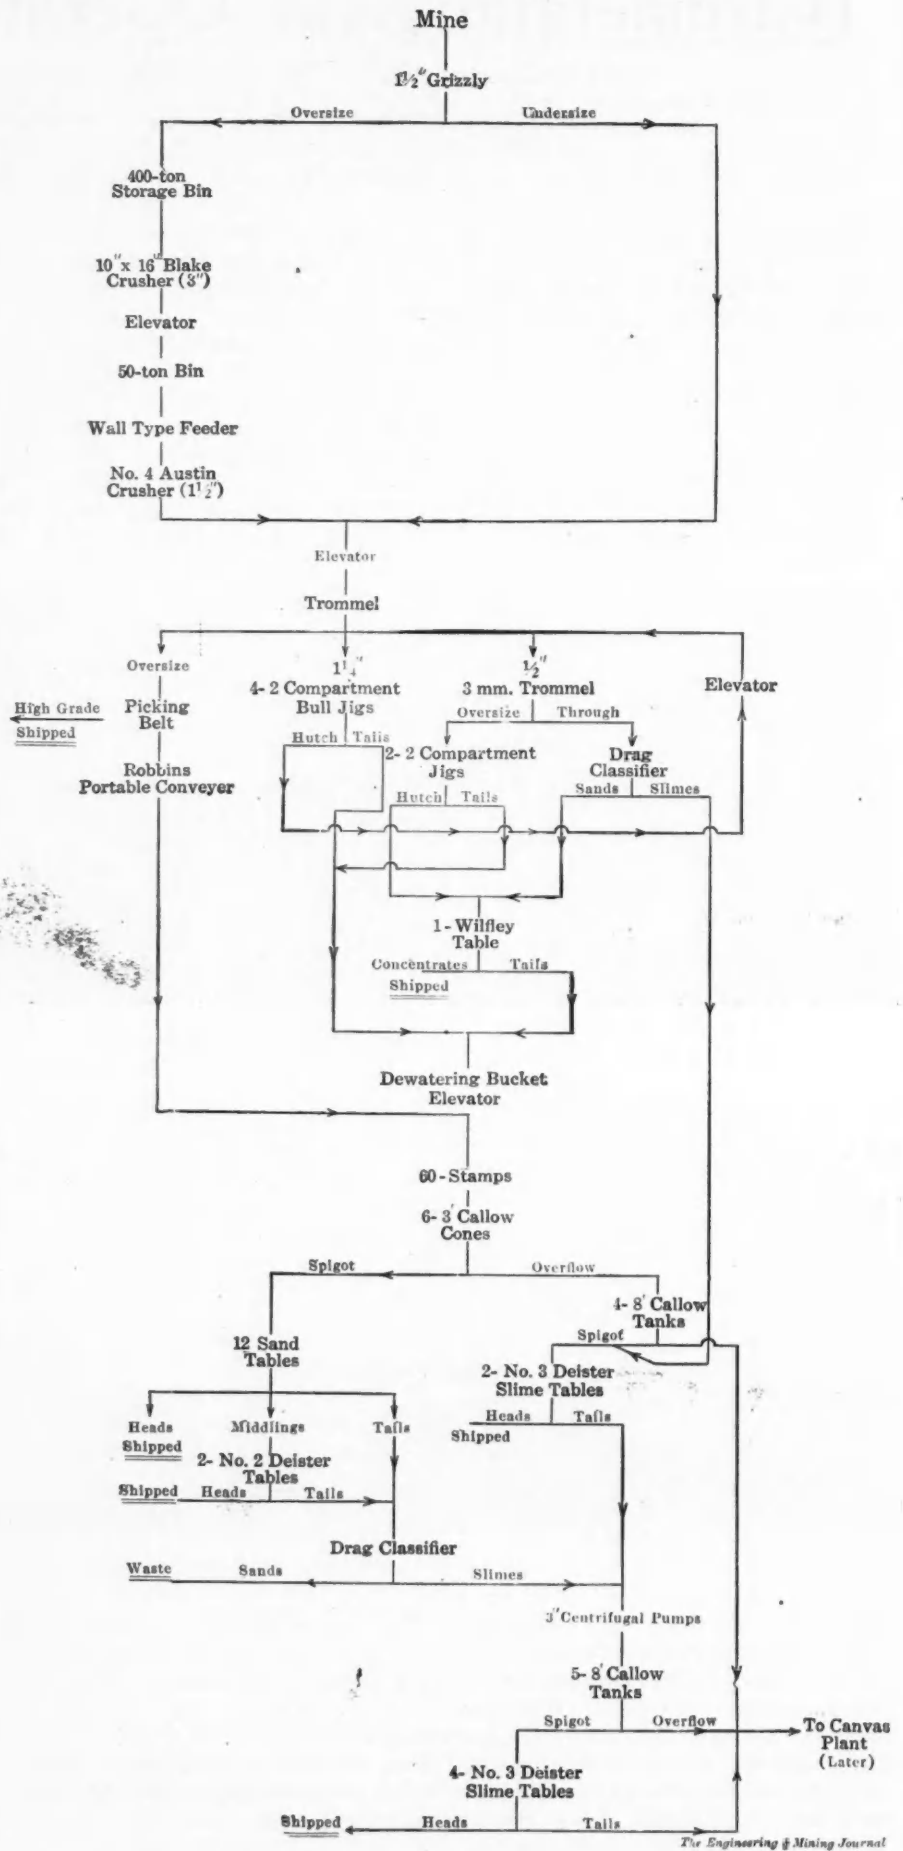 Mine
1½" Grizzly
Oversize
Undersize
400-ton
Storage Bin
10" x 16" Blake
Crusher (3")
Elevator
50-ton Bin
Wall Type Feeder
No. 4 Austin
Crusher (1½")
Elevator
Trommel
Oversize
1¼"
4-2 Compartment
Bull Jigs
½"
3 mm. Trommel
Elevator
High Grade
Shipped
Picking
Belt
Oversize
Through
Hutch
Tails
2-2 Compartment
Jigs
Drag
Classifier
Robbins
Portable Conveyer
Hutch
Tails
Sands
Slimes
1-Wilfley
Table
Concentrates
Tails
Shipped
Dewatering Bucket
Elevator
60-Stamps
6-3' Callow
Cones
Spigot
Overflow
4-8' Callow
Tanks
Spigot
12 Sand
Tables
2-No. 3 Deister
Slime Tables
Heads
Tails
Shipped
Heads
Middlings
Tails
Shipped
2-No. 2 Deister
Tables
Shipped
Heads
Tails
Drag Classifier
Waste
Sands
Slimes
3" Centrifugal Pumps
5-8' Callow
Tanks
Spigot
Overflow
To Canvas
Plant
(Later)
4-No. 3 Deister
Slime Tables
Shipped
Heads
Tails
The Engineering & Mining Journal